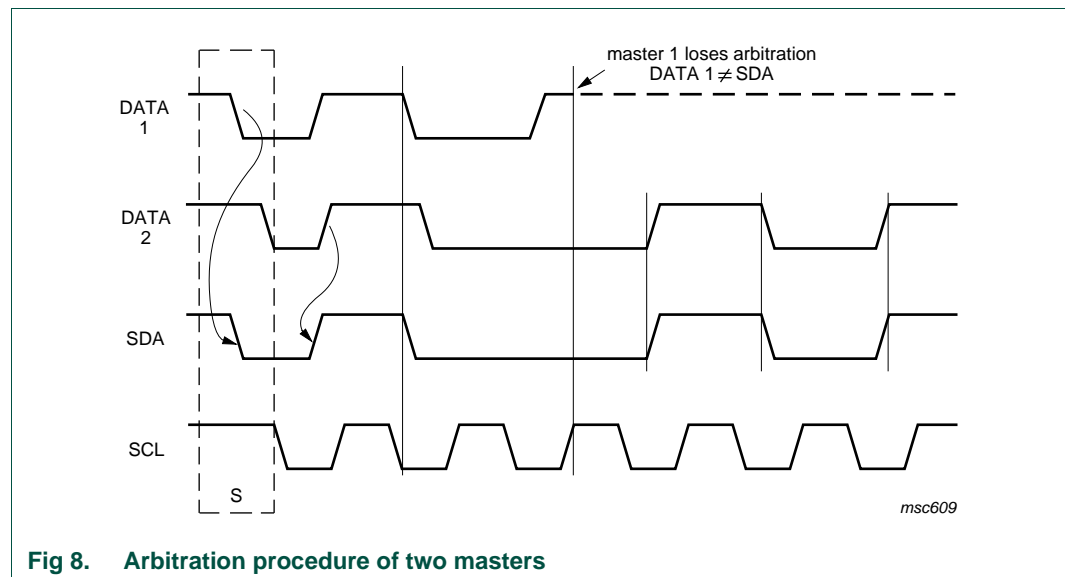 master 1 loses arbitration
DATA 1 ≠ SDA
DATA
1
DATA
2
SDA
SCL
S
msc609
Fig 8. Arbitration procedure of two masters